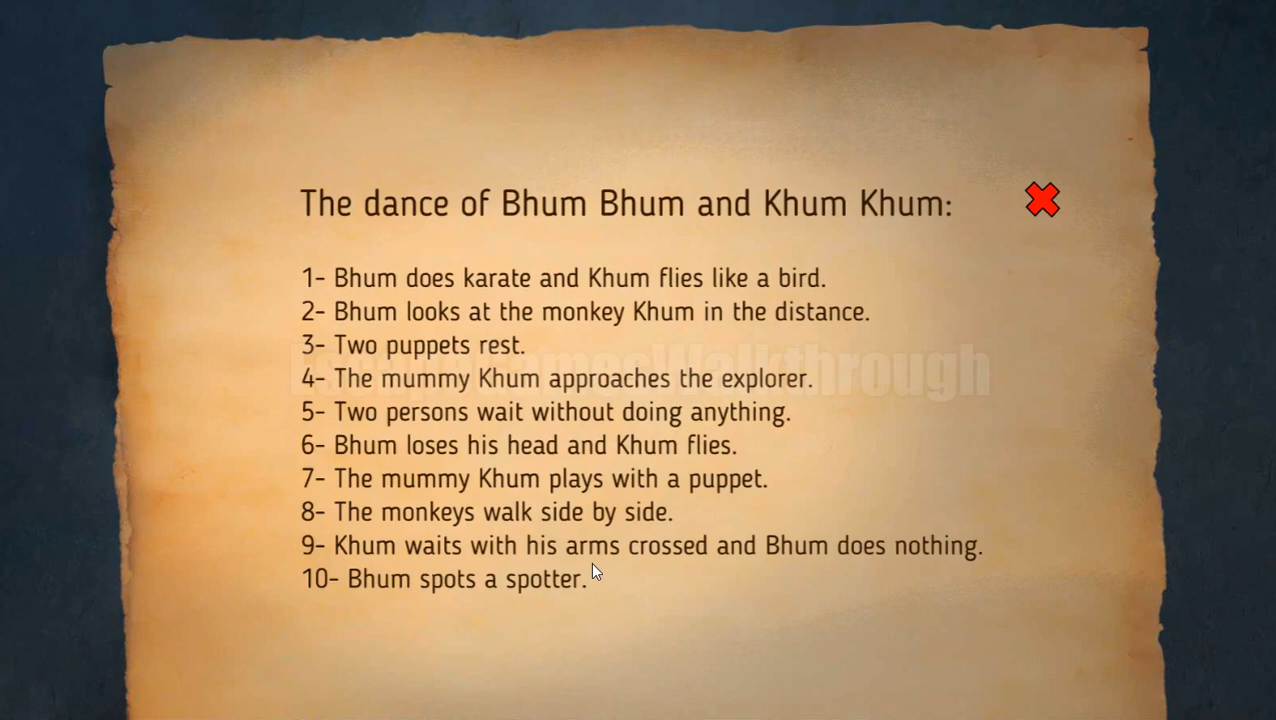 The dance of Bhum Bhum and Khum Khum:
1- Bhum does karate and Khum flies like a bird.
2- Bhum looks at the monkey Khum in the distance.
3- Two puppets rest.
4- The mummy Khum approaches the explorer.
5- Two persons wait without doing anything.
6- Bhum loses his head and Khum flies.
7- The mummy Khum plays with a puppet.
8- The monkeys walk side by side.
9- Khum waits with his arms crossed and Bhum does nothing.
10- Bhum spots a spotter.